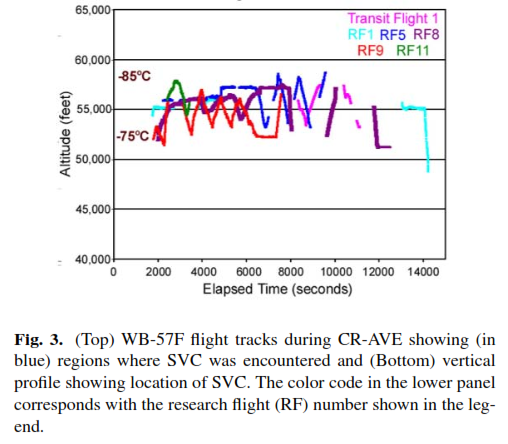 65,000
Transit Flight 1
RF1 RF5 RF8
RF9 RF11
60,000
-85°C
55,000
-75°C
50,000
45,000
40,000
Altitude (feet)
0 2000 4000 6000 8000 10000 12000 14000
Elapsed Time (seconds)
Fig. 3. (Top) WB-57F flight tracks during CR-AVE showing (in
blue) regions where SVC was encountered and (Bottom) vertical
profile showing location of SVC. The color code in the lower panel
corresponds with the research flight (RF) number shown in the leg-
end.